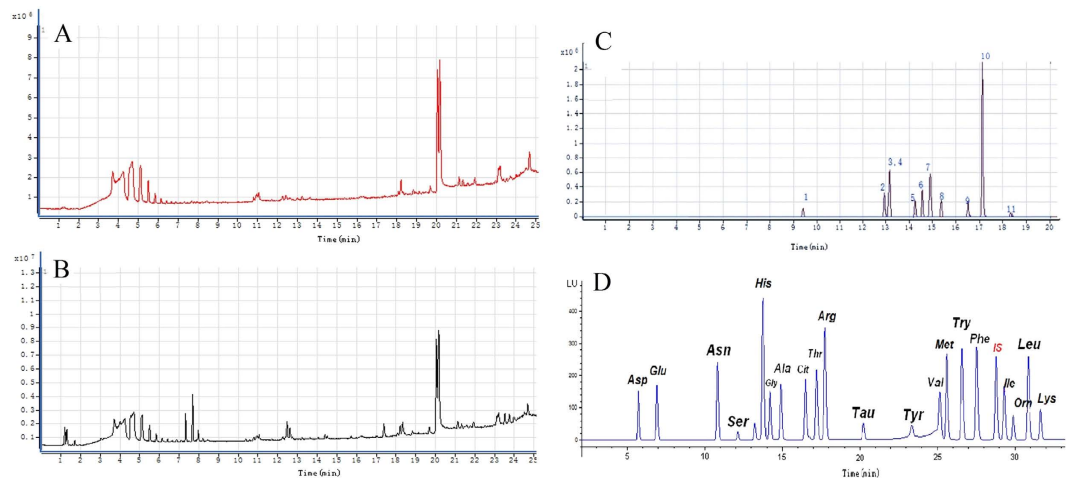 A
x10 6
9
8
7
6
5
4
3
2
1
1 2 3 4 5 6 7 8 9 10 11 12 13 14 15 16 17 18 19 20 21 22 23 24 25
Time(min)
B
x10 7
1.3
1.2
1.1
1
0.9
0.8
0.7
0.6
0.5
0.4
0.3
0.2
0.1
1 2 3 4 5 6 7 8 9 10 11 12 13 14 15 16 17 18 19 20 21 22 23 24 25
Time(min)
C
2
1.8
1.6
1.4
1.2
1
0.8
0.6
0.4
0.2
0
1 2 3,4 5 6 7 8 9 10 11
1 2 3 4 5 6 7 8 9 10 11 12 13 14 15 16 17 18 19 20
Time(min)
D
LU
400
300
200
100
0
Asp Glu Asn Ser His Gly Ala Cit Thr Arg Tau Tyr Val Met Try Phe IS Ile Orn Leu Lys
5 10 15 20 25 30
Time(min)